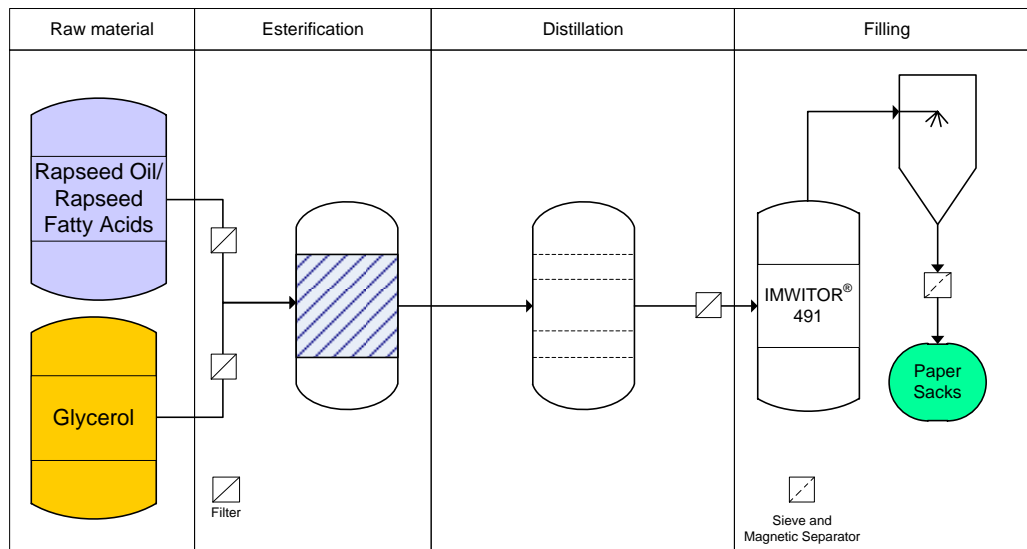 Raw material
Esterification
Distillation
Filling
Rapseed Oil/
Rapseed
Fatty Acids
Glycerol
IMWITOR®
491
Paper
Sacks
Filter
Sieve and
Magnetic Separator